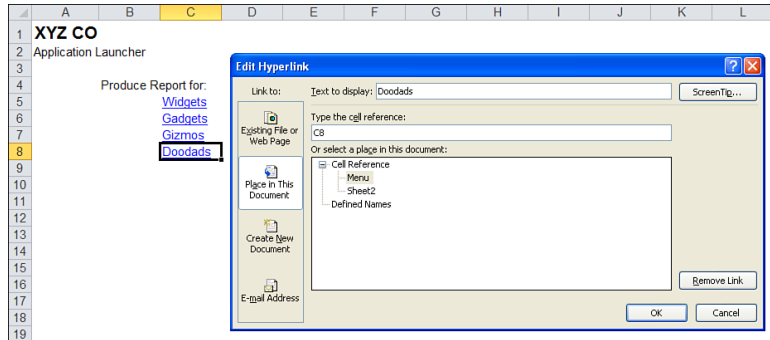 A B C D E F G H I J K L
1 XYZ CO
2 Application Launcher
3
4 Produce Report for:
5 Widgets
6 Gadgets
7 Gizmos
8 Doodads
9
10
11
12
13
14
15
16
17
18
19
Edit Hyperlink
Link to:
Text to display: Doodads
ScreenTip...
Existing File or
Web Page
Place in This
Document
Create New
Document
E-mail Address
Type the cell reference:
C8
Or select a place in this document:
Cell Reference
Menu
Sheet2
Defined Names
Remove Link
OK Cancel